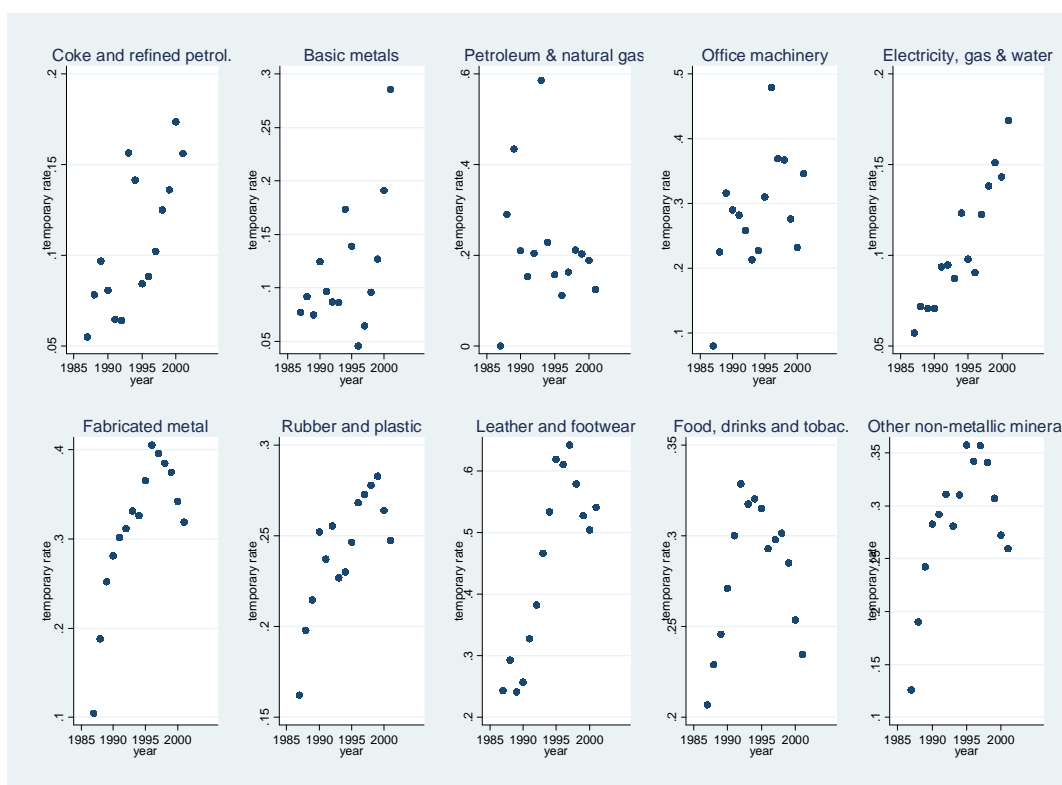 Coke and refined petrol.
temporary rate
.05 .1 .15 .2
1985 1990 1995 2000
year
Basic metals
temporary rate
.05 .1 .15 .2 .25 .3
1985 1990 1995 2000
year
Petroleum & natural gas
temporary rate
0 .2 .4 .6
1985 1990 1995 2000
year
Office machinery
temporary rate
.1 .2 .3 .4 .5
1985 1990 1995 2000
year
Electricity, gas & water
temporary rate
.05 .1 .15 .2
1985 1990 1995 2000
year
Fabricated metal
temporary rate
.1 .2 .3 .4
1985 1990 1995 2000
year
Rubber and plastic
temporary rate
.15 .2 .25 .3
1985 1990 1995 2000
year
Leather and footwear
temporary rate
.2 .3 .4 .5 .6
1985 1990 1995 2000
year
Food, drinks and tobac.
temporary rate
.2 .25 .3 .35
1985 1990 1995 2000
year
Other non-metallic minera
temporary rate
.1 .15 .2 .25 .3 .35
1985 1990 1995 2000
year